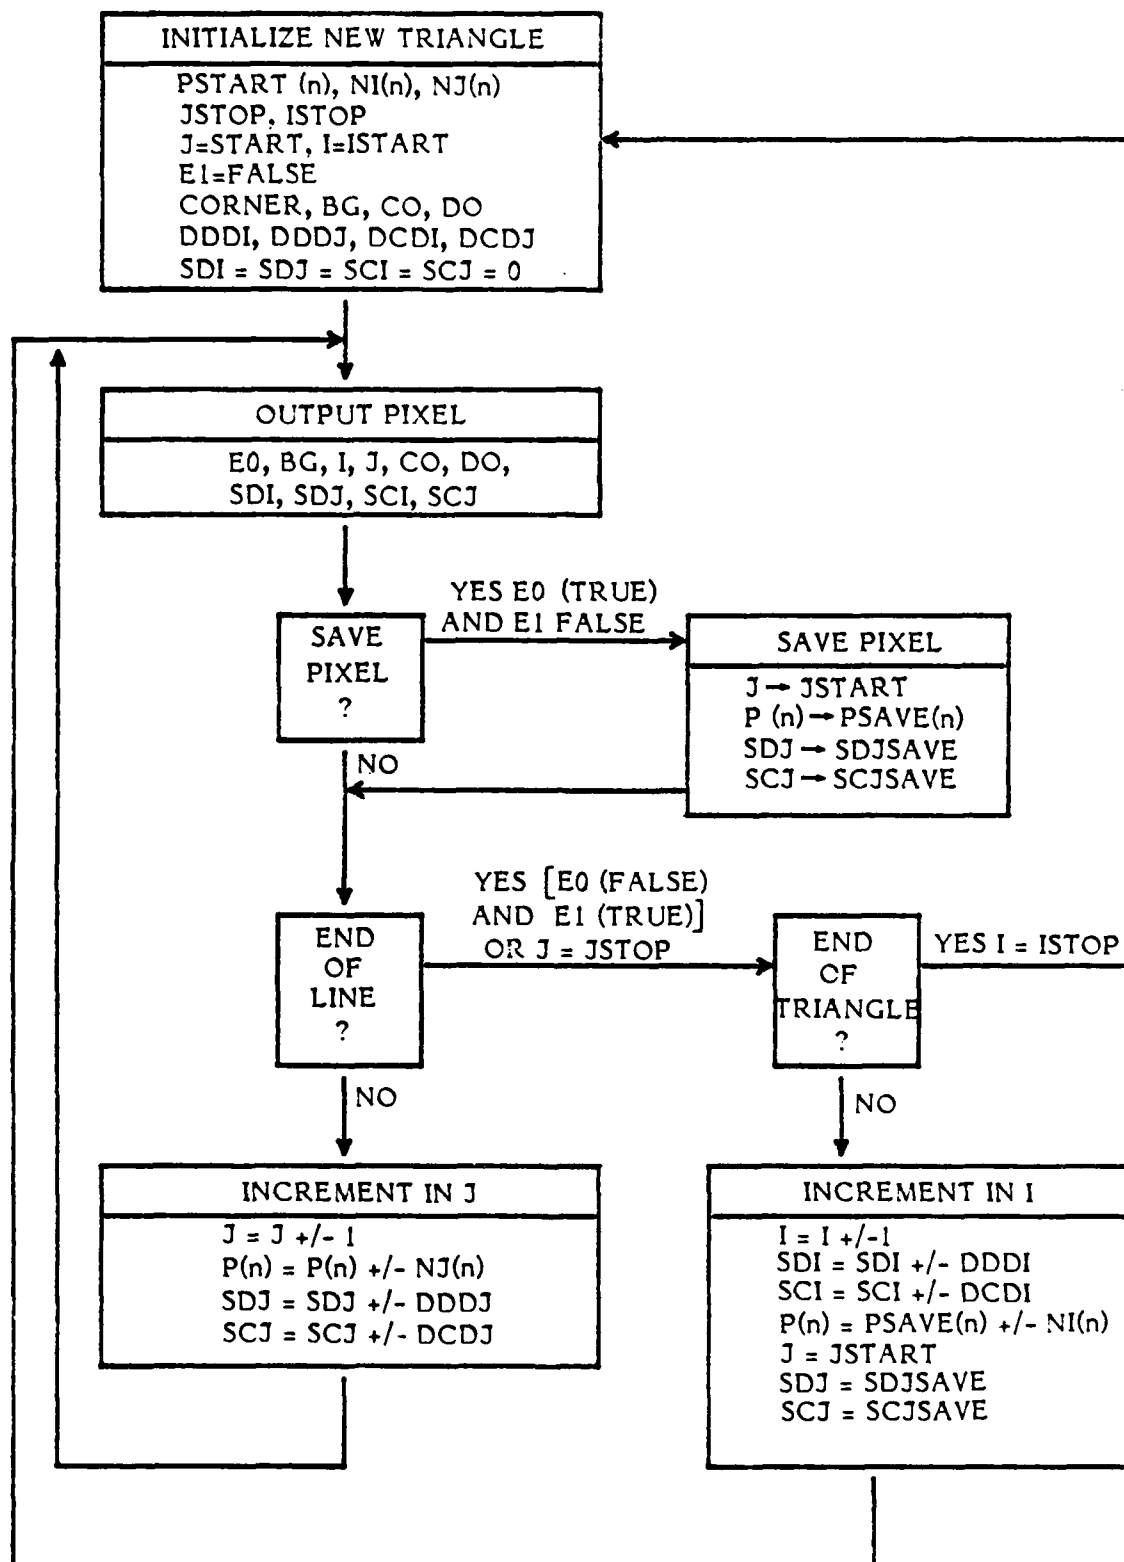 INITIALIZE NEW TRIANGLE
PSTART (n), NI(n), NJ(n)
JSTOP, ISTOP
J=START, I=ISTART
E1=FALSE
CORNER, BG, CO, DO
DDDI, DDDJ, DCDI, DCDJ
SDI = SDJ = SCI = SCJ = 0
OUTPUT PIXEL
E0, BG, I, J, CO, DO,
SDI, SDJ, SCI, SCJ
SAVE
PIXEL
?
YES E0 (TRUE)
AND E1 FALSE
NO
SAVE PIXEL
J → JSTART
P (n) → PSAVE(n)
SDJ → SDJSAVE
SCJ → SCJSAVE
END
OF
LINE
?
YES [E0 (FALSE)
AND E1 (TRUE)]
OR J = JSTOP
NO
END
OF
TRIANGLE
?
YES I = ISTOP
NO
INCREMENT IN J
J = J +/- 1
P(n) = P(n) +/- NJ(n)
SDJ = SDJ +/- DDDJ
SCJ = SCJ +/- DCDJ
INCREMENT IN I
I = I +/-1
SDI = SDI +/- DDDI
SCI = SCI +/- DCDI
P(n) = PSAVE(n) +/- NI(n)
J = JSTART
SDJ = SDJSAVE
SCJ = SCJSAVE